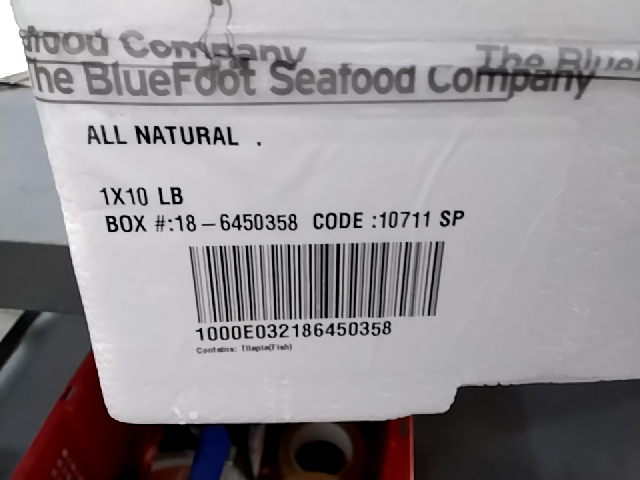 food Company
The BlueFoot Seafood Company
The Blue
ALL NATURAL .
1X10 LB
BOX #:18-6450358 CODE :10711 SP
1000E032186450358
Contains: Tilapia(Fish)